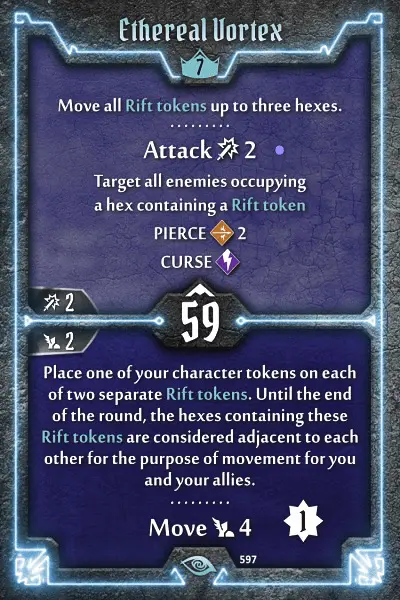 Ethereal Vortex
7
Move all Rift tokens up to three hexes.
Attack 2
Target all enemies occupying
a hex containing a Rift token
PIERCE 2
CURSE
2
59
2
Place one of your character tokens on each
of two separate Rift tokens. Until the end
of the round, the hexes containing these
Rift tokens are considered adjacent to each
other for the purpose of movement for you
and your allies.
Move 4
1
597